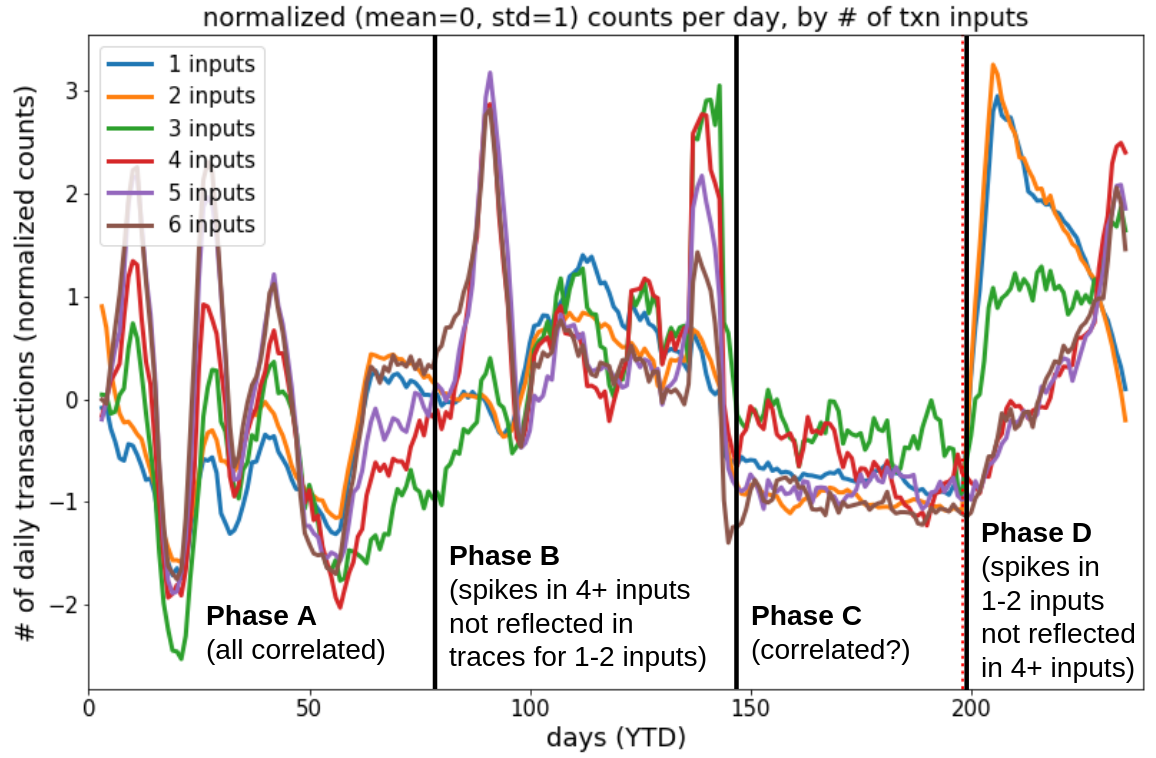 normalized (mean=0, std=1) counts per day, by # of txn inputs
# of daily transactions (normalized counts)
1 inputs
2 inputs
3 inputs
4 inputs
5 inputs
6 inputs
3
2
1
0
−1
−2
Phase A
(all correlated)
Phase B
(spikes in 4+ inputs
not reflected in
traces for 1-2 inputs)
Phase C
(correlated?)
Phase D
(spikes in
1-2 inputs
not reflected
in 4+ inputs)
0
50
100
150
200
days (YTD)